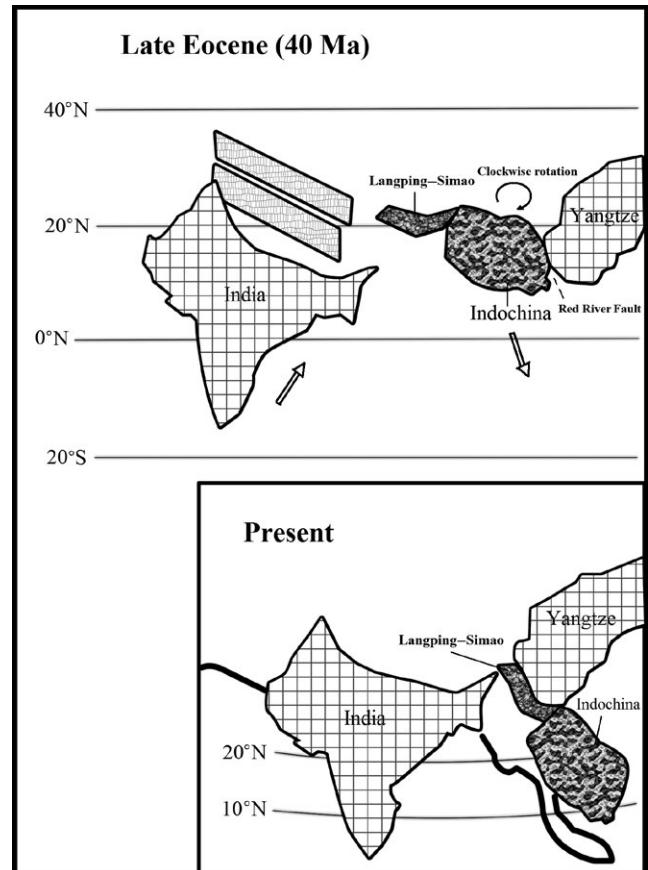 Late Eocene (40 Ma)
40°N
Clockwise rotation
Langping–Simao
20°N
Yangtze
India
Indochina
Red River Fault
0°N
20°S
Present
Yangtze
Langping–Simao
Indochina
India
20°N
10°N